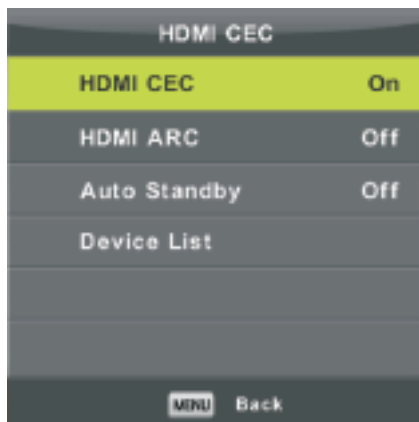 HDMI CEC
HDMI CEC On
HDMI ARC Off
Auto Standby Off
Device List
MENU Back